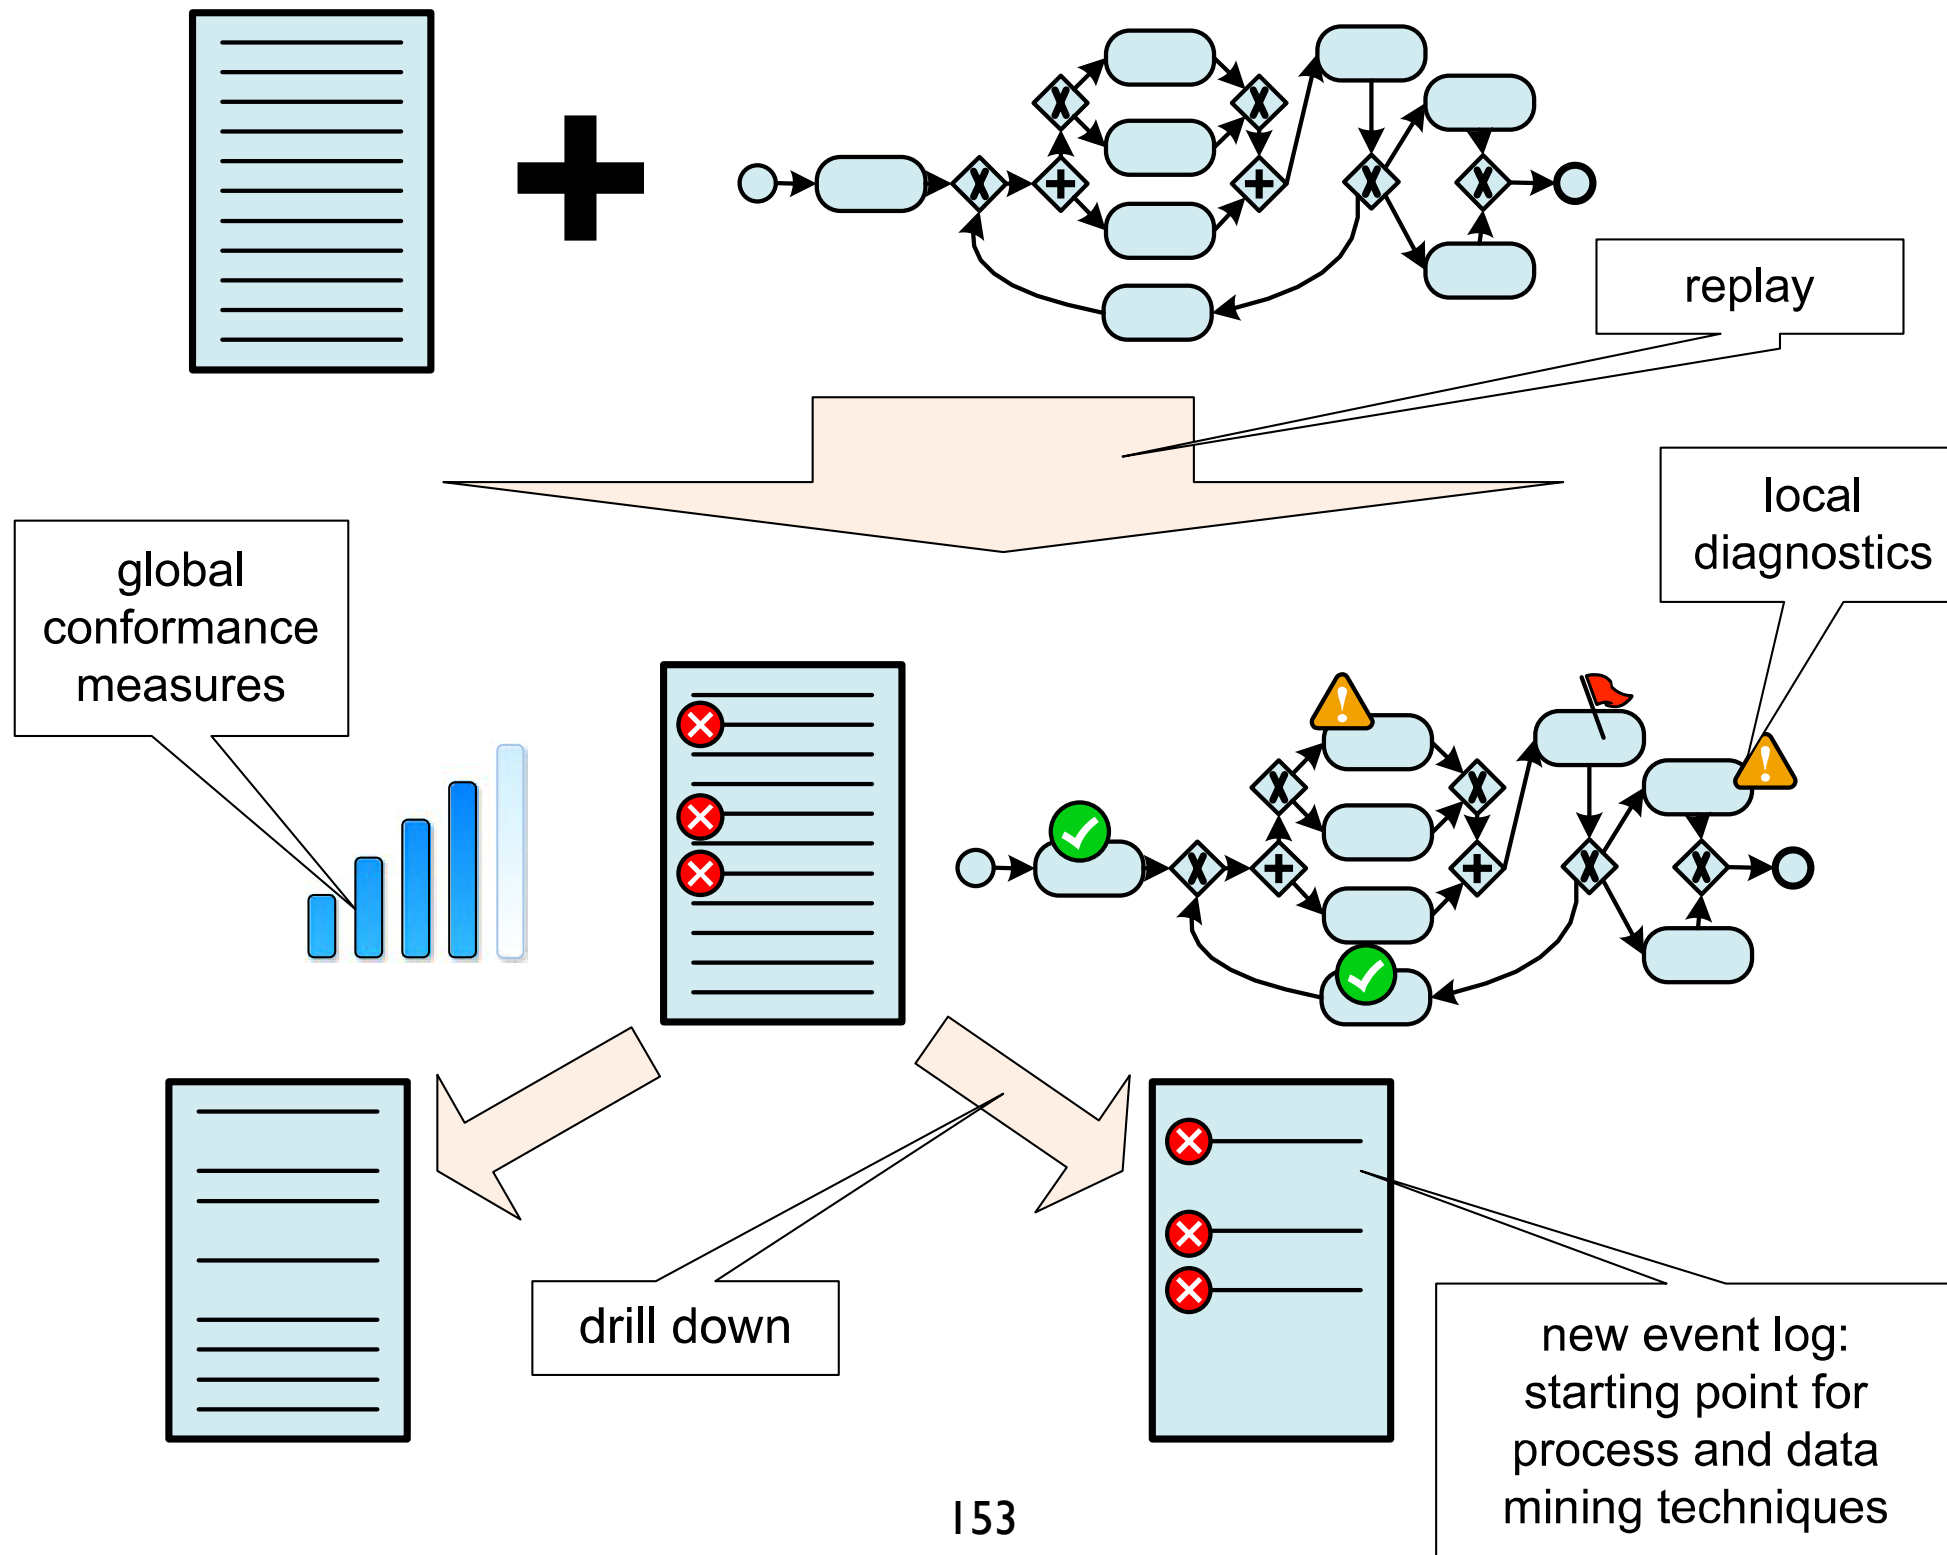 replay
local
diagnostics
global
conformance
measures
drill down
new event log:
starting point for
process and data
mining techniques
153